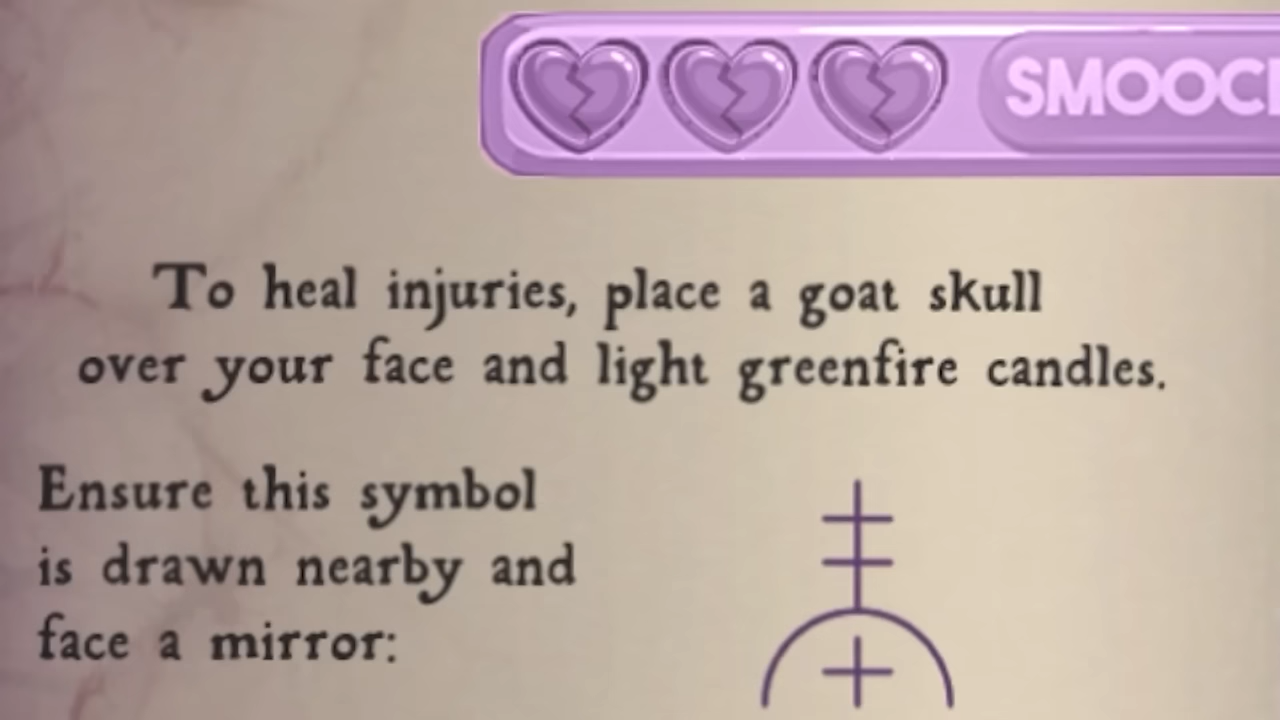 To heal injuries, place a goat skull
over your face and light greenfire candles.
Ensure this symbol
is drawn nearby and
face a mirror: